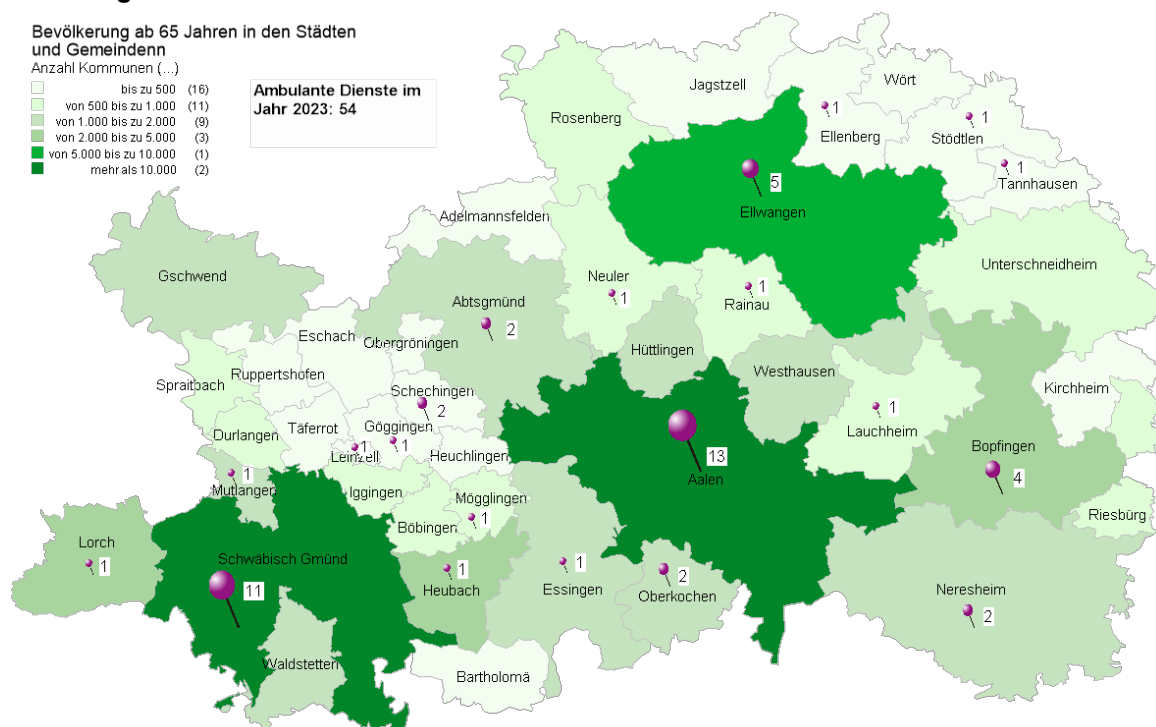 Bevölkerung ab 65 Jahren in den Städten
und Gemeindenn
Anzahl Kommunen (...)
bis zu 500 (16)
von 500 bis zu 1.000 (11)
von 1.000 bis zu 2.000 (9)
von 2.000 bis zu 5.000 (3)
von 5.000 bis zu 10.000 (1)
mehr als 10.000 (2)
Ambulante Dienste im
Jahr 2023: 54
Jagstzell
Wört
Rosenberg
1
Ellenberg
1
Stödtlen
1
Tannhausen
5
Ellwangen
Adelmannsfelden
Gschwend
Unterschneidheim
Neuler
1
1
Rainau
Abtsgmünd
2
Eschach
Obergröningen
Hüttlingen
Westhausen
Ruppertshofen
Spraitbach
Schechingen
2
Kirchheim
1
Lauchheim
Täferrot
Göggingen
Durlangen
1
1
Leinzell
Heuchlingen
13
Aalen
Bopfingen
4
1
Mutlangen
Iggingen
Mögglingen
1
Böbingen
Riesbürg
Lorch
1
Schwäbisch Gmünd
11
1
Heubach
1
Essingen
2
Oberkochen
Neresheim
2
Waldstetten
Bartholomä